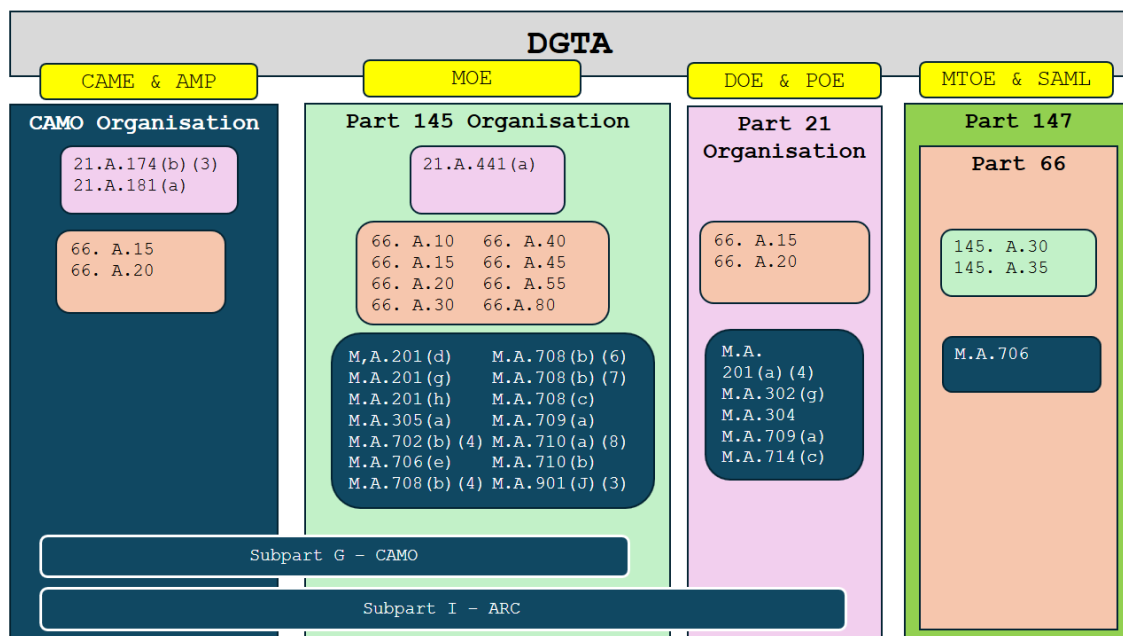 DGTA
CAME & AMP
MOE
DOE & POE
MTOE & SAML
CAMO Organisation
21.A.174(b)(3)
21.A.181(a)
66. A.15
66. A.20
Part 145 Organisation
21.A.441(a)
66. A.10 66. A.40
66. A.15 66. A.45
66. A.20 66. A.55
66. A.30 66.A.80
M,A.201(d) M.A.708(b)(6)
M.A.201(g) M.A.708(b)(7)
M.A.201(h) M.A.708(c)
M.A.305(a) M.A.709(a)
M.A.702(b)(4) M.A.710(a)(8)
M.A.706(e) M.A.710(b)
M.A.708(b)(4) M.A.901(J)(3)
Part 21
Organisation
66. A.15
66. A.20
M.A.
201(a)(4)
M.A.302(g)
M.A.304
M.A.709(a)
M.A.714(c)
Part 147
Part 66
145. A.30
145. A.35
M.A.706
Subpart G – CAMO
Subpart I – ARC